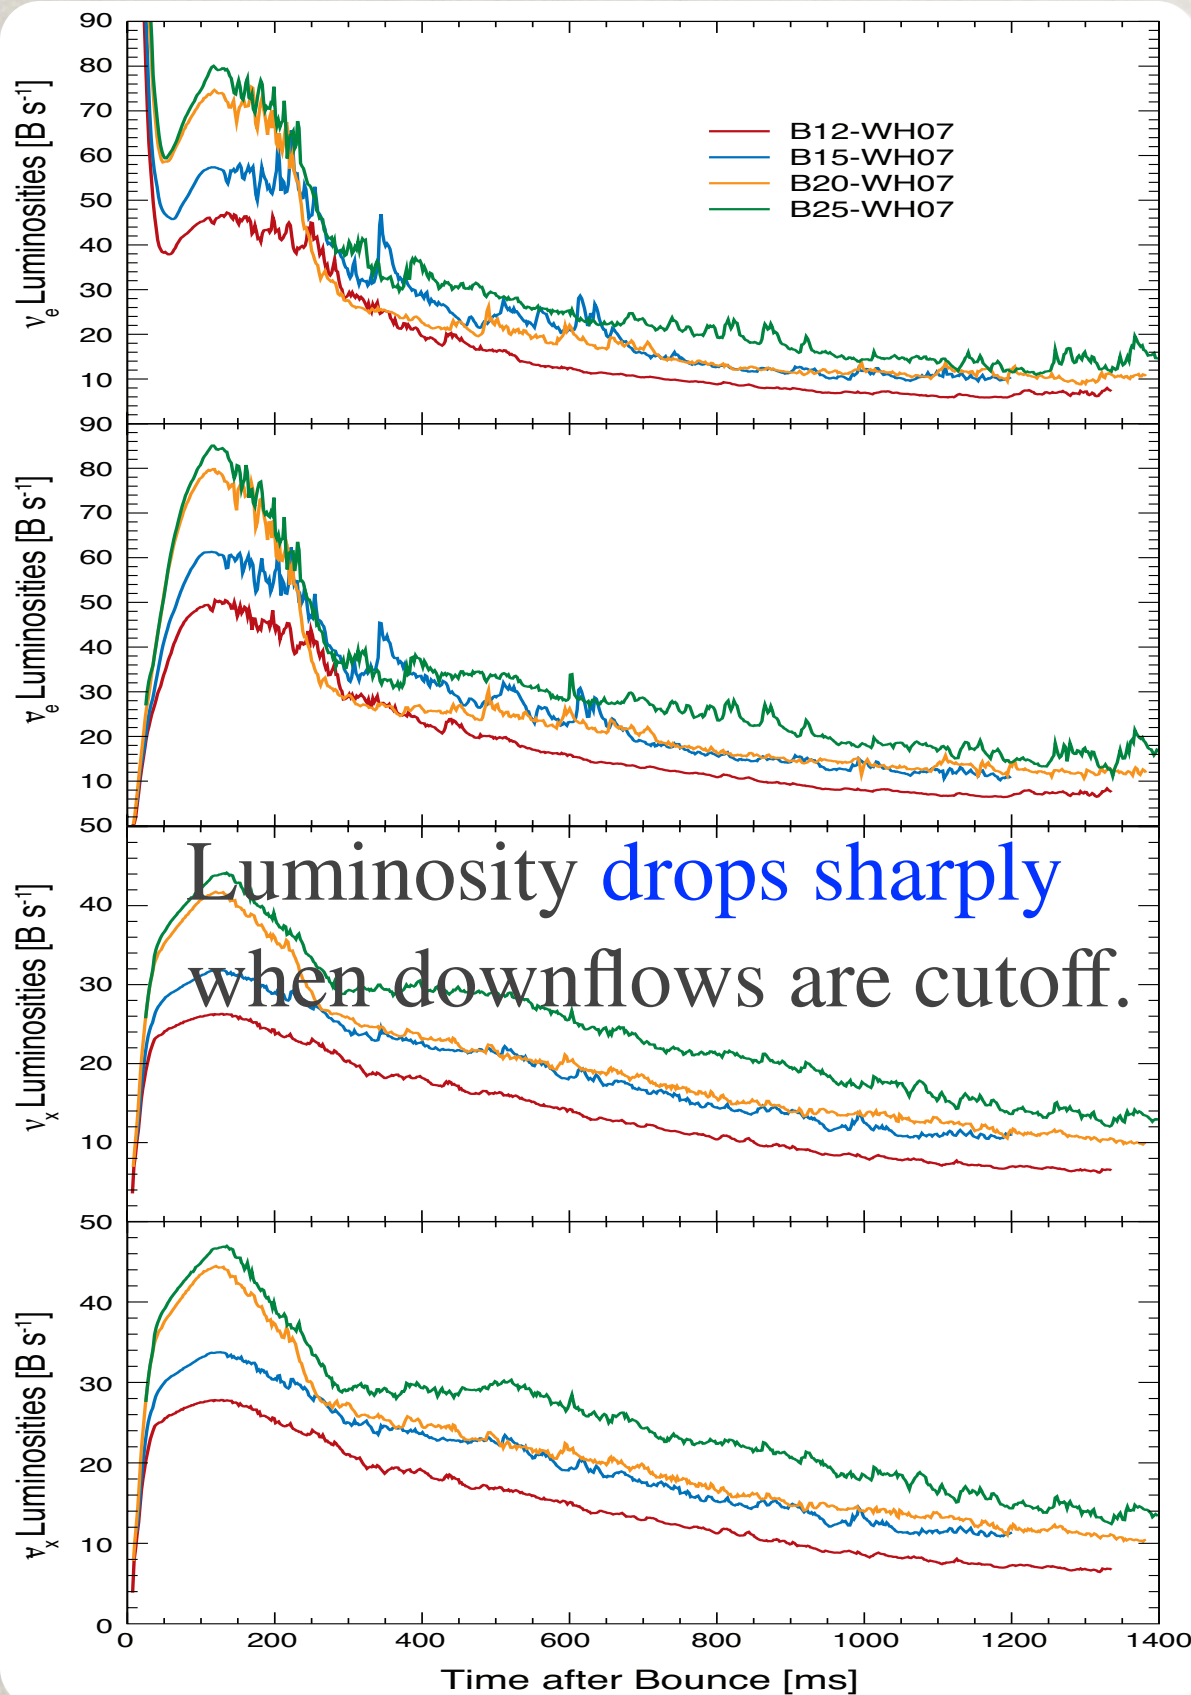 90
80
70
60
50
40
30
20
10
νe Luminosities [B s-1]
B12-WH07
B15-WH07
B20-WH07
B25-WH07
90
80
70
60
50
40
30
20
10
ν̄e Luminosities [B s-1]
50
40
30
20
10
νx Luminosities [B s-1]
Luminosity drops sharply
when downflows are cutoff.
50
40
30
20
10
0
ν̄x Luminosities [B s-1]
0 200 400 600 800 1000 1200 1400
Time after Bounce [ms]